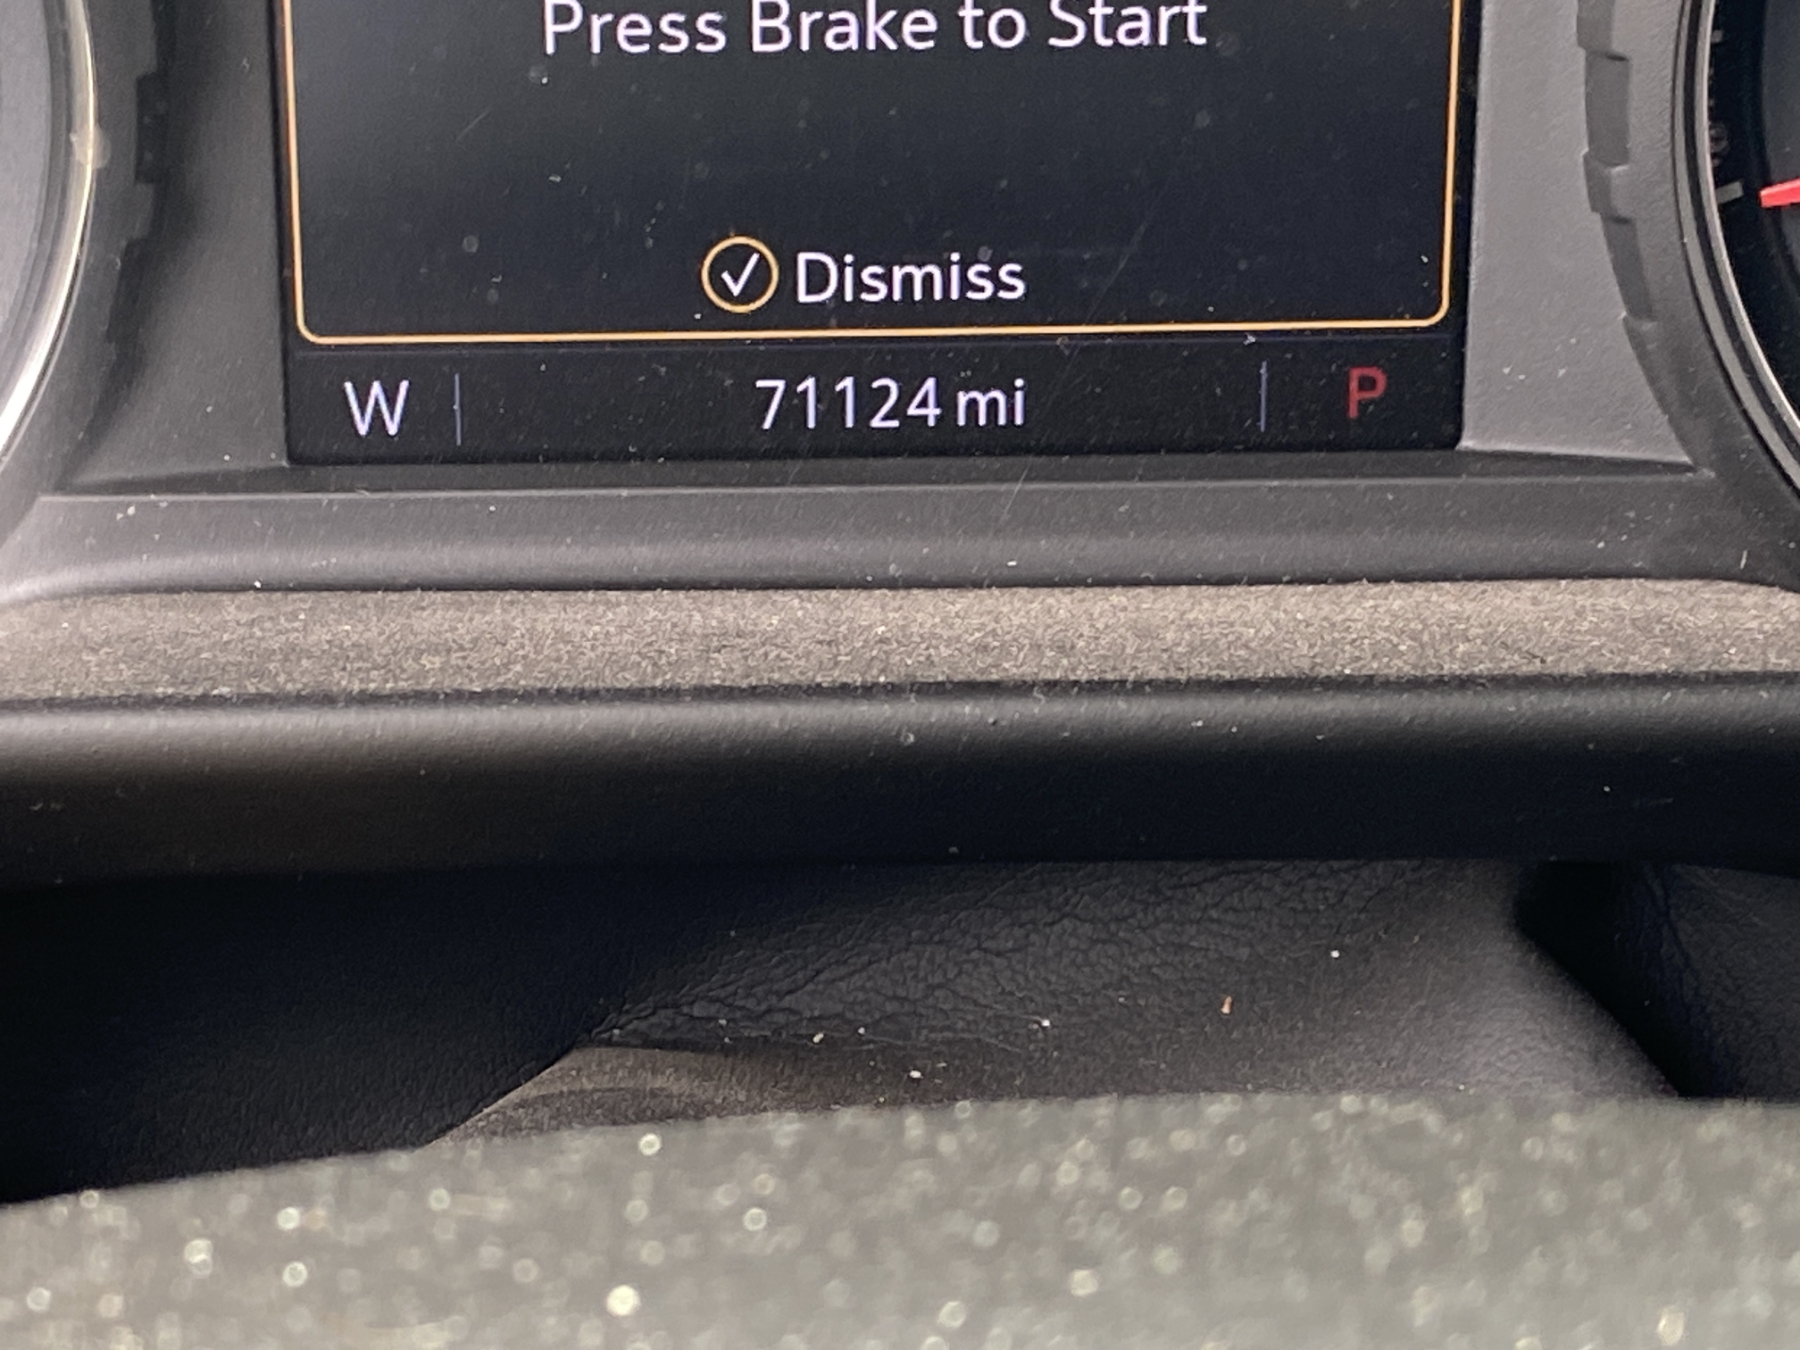 Press Brake to Start
Dismiss
W 71124 mi P